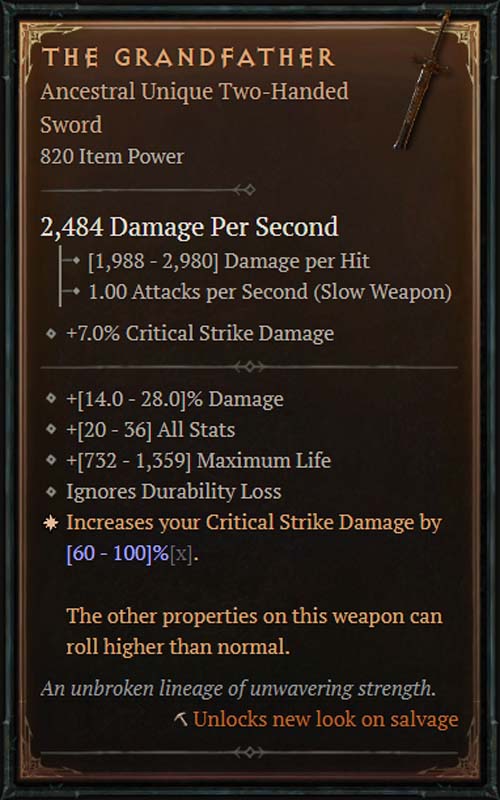 THE GRANDFATHER
Ancestral Unique Two-Handed
Sword
820 Item Power
2,484 Damage Per Second
[1,988 - 2,980] Damage per Hit
1.00 Attacks per Second (Slow Weapon)
+7.0% Critical Strike Damage
+[14.0 - 28.0]% Damage
+[20 - 36] All Stats
+[732 - 1,359] Maximum Life
Ignores Durability Loss
Increases your Critical Strike Damage by
[60 - 100]%[x].
The other properties on this weapon can
roll higher than normal.
An unbroken lineage of unwavering strength.
Unlocks new look on salvage